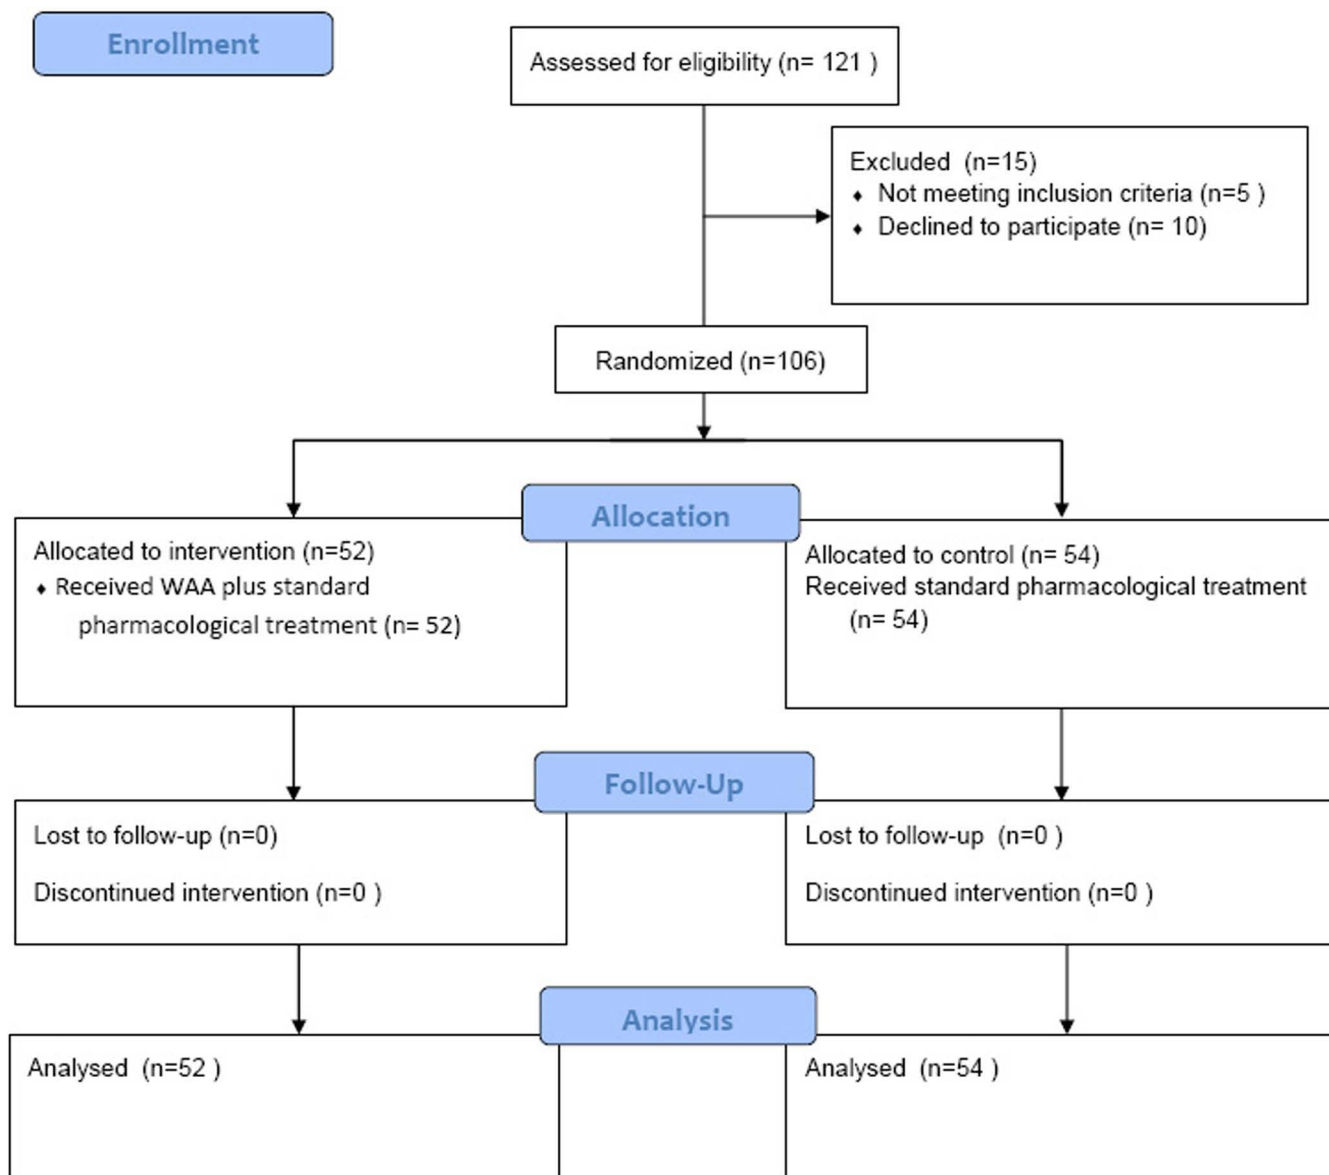 Enrollment
Assessed for eligibility (n= 121 )
Excluded  (n=15)
♦ Not meeting inclusion criteria (n=5 )
♦ Declined to participate (n= 10)
Randomized (n=106)
Allocation
Allocated to intervention (n=52)
♦ Received WAA plus standard
pharmacological treatment (n= 52)
Allocated to control (n= 54)
Received standard pharmacological treatment
(n= 54)
Follow-Up
Lost to follow-up (n=0)
Discontinued intervention (n=0 )
Lost to follow-up  (n=0 )
Discontinued intervention (n=0 )
Analysis
Analysed  (n=52 )
Analysed  (n=54 )